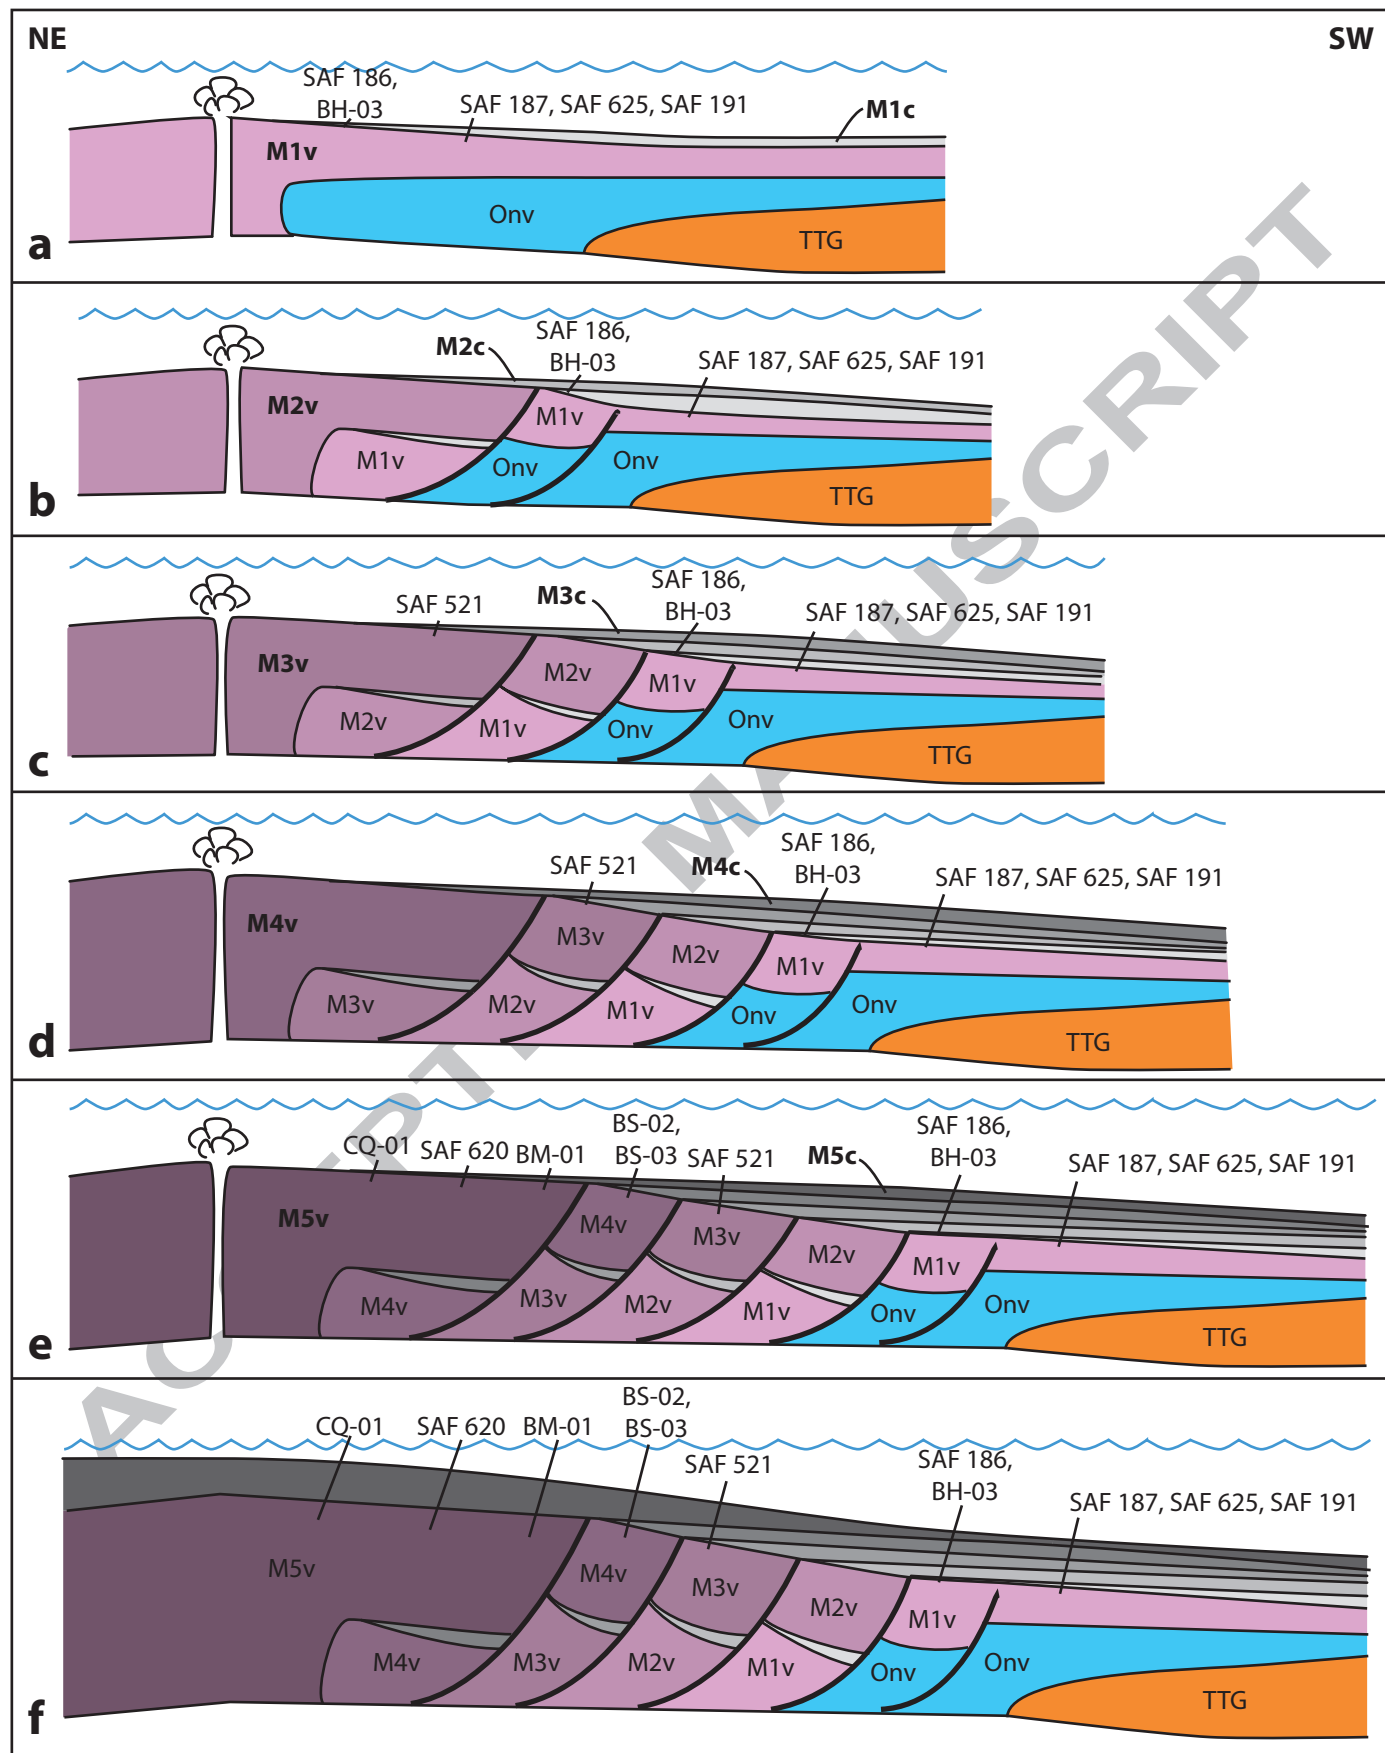 NE
SW
SAF 186,
BH-03
SAF 187, SAF 625, SAF 191
M1c
M1v
Onv
TTG
a
M2c
SAF 186,
BH-03
SAF 187, SAF 625, SAF 191
M2v
M1v
M1v
Onv
Onv
TTG
b
SAF 521
M3c
SAF 186,
BH-03
SAF 187, SAF 625, SAF 191
M3v
M2v
M1v
M2v
M1v
Onv
Onv
TTG
c
SAF 521
M4c
SAF 186,
BH-03
SAF 187, SAF 625, SAF 191
M4v
M3v
M2v
M1v
M3v
M2v
M1v
Onv
Onv
TTG
d
CQ-01
SAF 620
BM-01
BS-02,
BS-03
SAF 521
M5c
SAF 186,
BH-03
SAF 187, SAF 625, SAF 191
M5v
M4v
M3v
M2v
M1v
M4v
M3v
M2v
M1v
Onv
Onv
TTG
e
CQ-01
SAF 620
BM-01
BS-02,
BS-03
SAF 521
SAF 186,
BH-03
SAF 187, SAF 625, SAF 191
M5v
M4v
M3v
M2v
M1v
M4v
M3v
M2v
M1v
Onv
Onv
TTG
f
ACCEPTED MANUSCRIPT